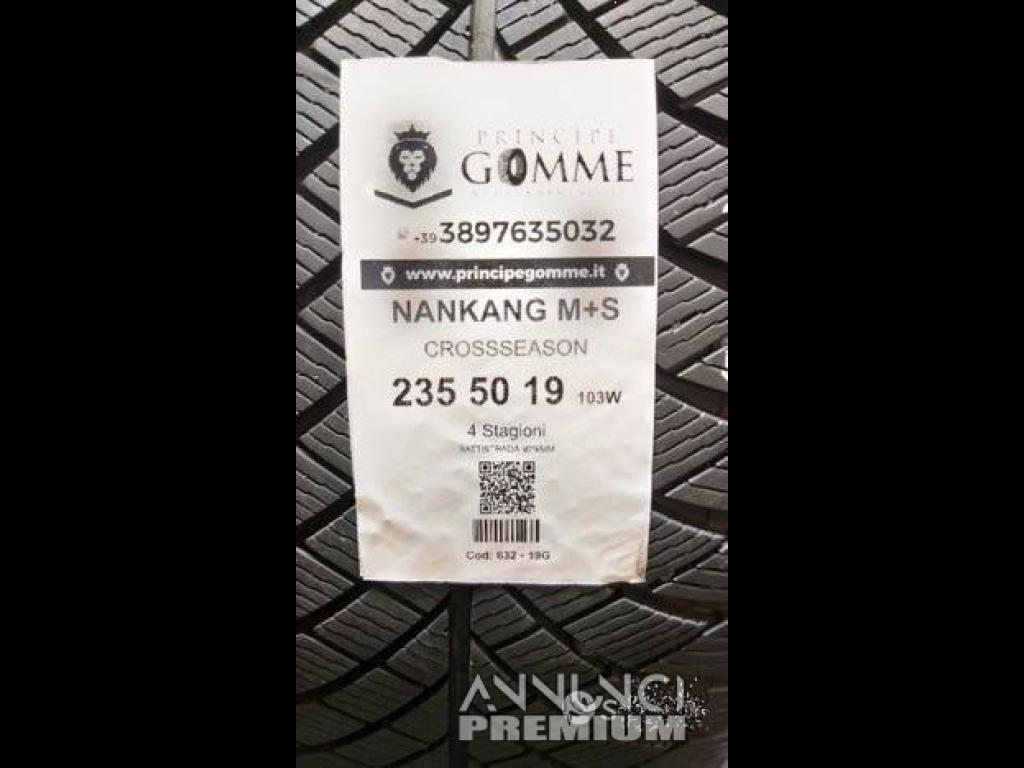 PRINCIPE
GOMME
-39 3897635032
www.principegomme.it
NANKANG M+S
CROSSSEASON
235 50 19 103W
4 Stagioni
BATTISTRADA
Cod: 632 - 19G
ANNUNCI
PREMIUM